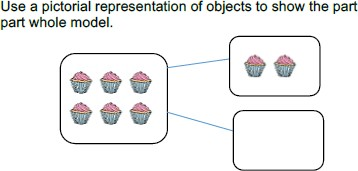 Use a pictorial representation of objects to show the part
part whole model.